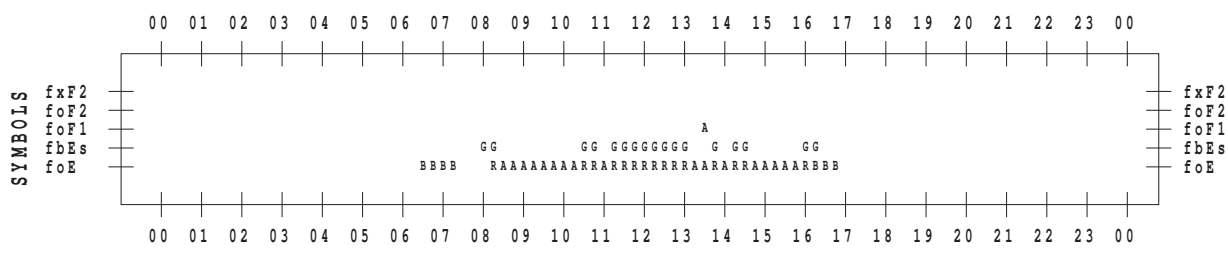 00 01 02 03 04 05 06 07 08 09 10 11 12 13 14 15 16 17 18 19 20 21 22 23 00
SYMBOLS
fxF2 fxF2
foF2 foF2
foF1 A foF1
fbEs GG GG GGGGGGGG G GG GG fbEs
foE BBBB RAAAAAAAARRARRRRRRRRAARARRAAAAARBBB foE
00 01 02 03 04 05 06 07 08 09 10 11 12 13 14 15 16 17 18 19 20 21 22 23 00